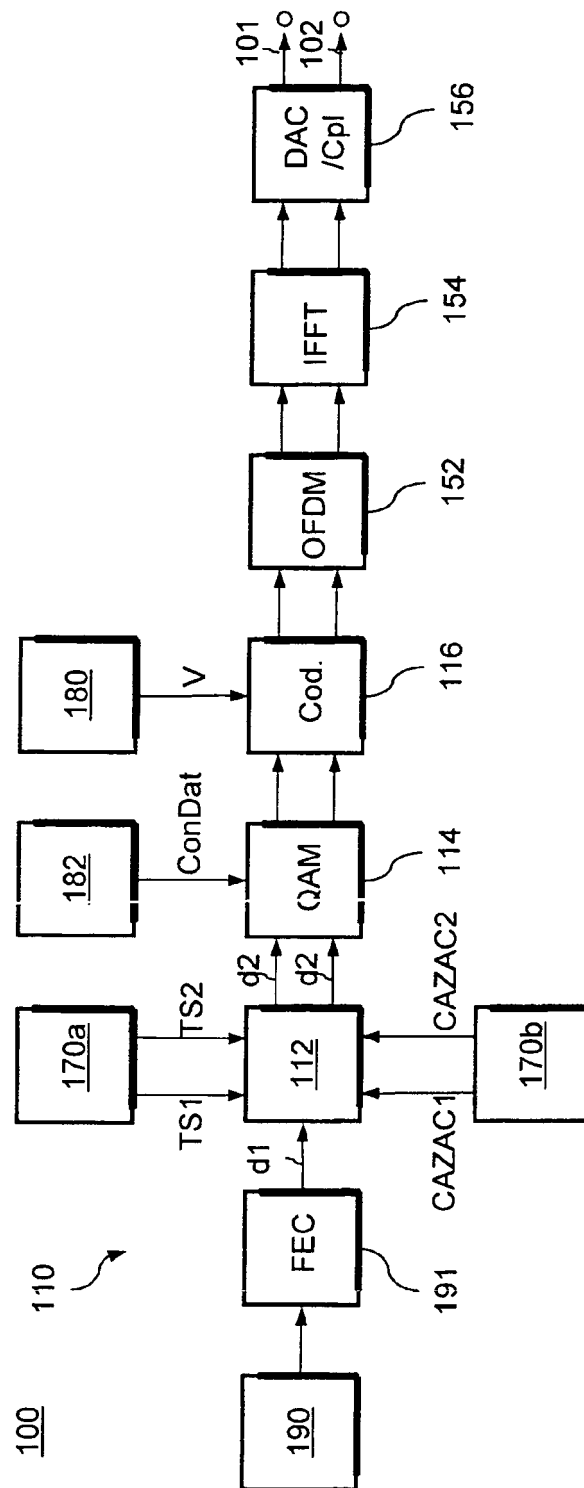 100
110
190
FEC
191
d1
170a
TS1
TS2
112
CAZAC1
CAZAC2
170b
d2
d2
182
ConDat
QAM
114
180
V
Cod.
116
OFDM
152
IFFT
154
DAC
/Cpl
156
101
102